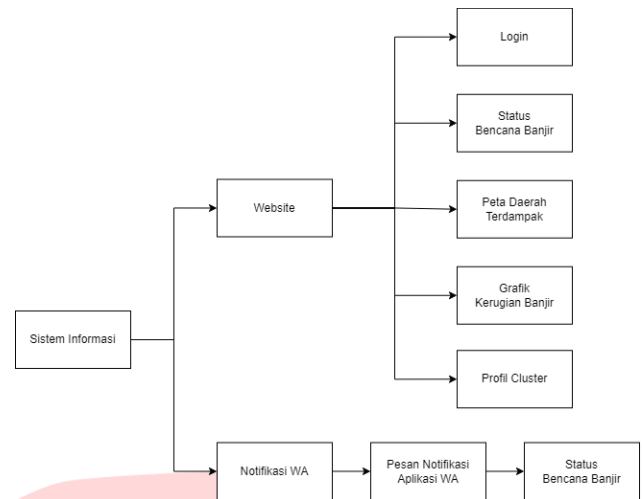 Login
Status
Bencana Banjir
Website
Peta Daerah
Terdampak
Grafik
Kerugian Banjir
Sistem Informasi
Profil Cluster
Notifikasi WA
Pesan Notifikasi
Aplikasi WA
Status
Bencana Banjir